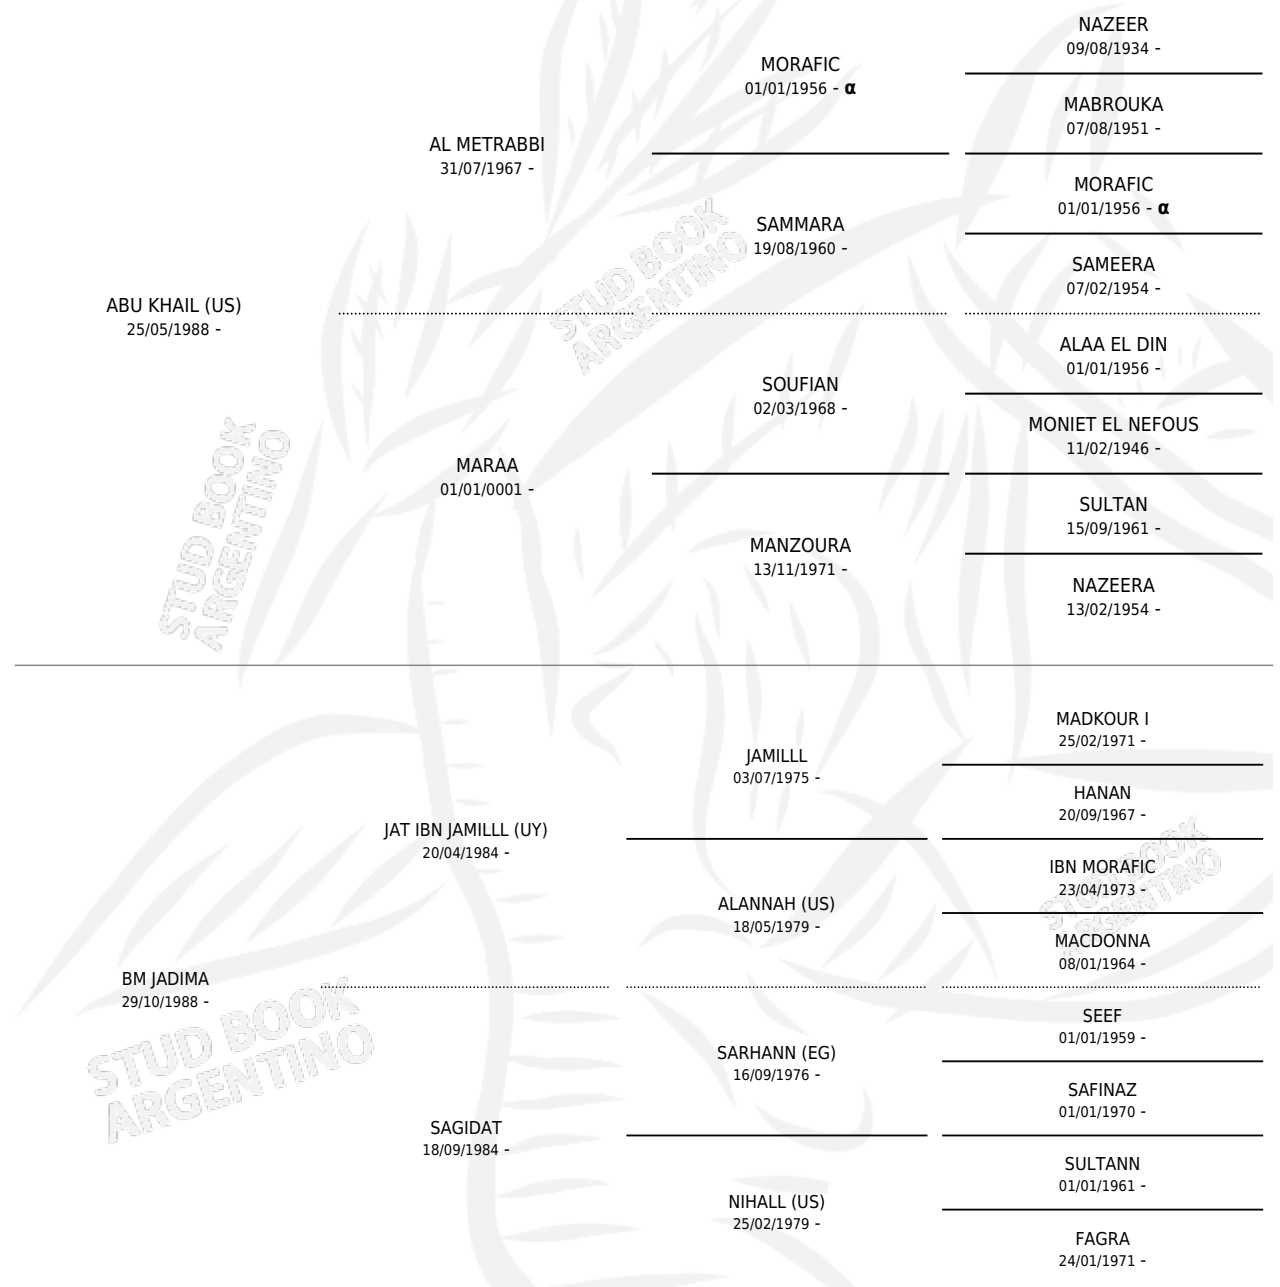 NAZEER
09/08/1934 -
MORAFIC
01/01/1956 - α
MABROUKA
07/08/1951 -
AL METRABBI
31/07/1967 -
MORAFIC
01/01/1956 - α
SAMMARA
19/08/1960 -
SAMEERA
07/02/1954 -
ABU KHAIL (US)
25/05/1988 -
ALAA EL DIN
01/01/1956 -
SOUFIAN
02/03/1968 -
MONIET EL NEFOUS
11/02/1946 -
MARAA
01/01/0001 -
SULTAN
15/09/1961 -
MANZOURA
13/11/1971 -
NAZEERA
13/02/1954 -
MADKOUR I
25/02/1971 -
JAMILLL
03/07/1975 -
HANAN
20/09/1967 -
JAT IBN JAMILLL (UY)
20/04/1984 -
IBN MORAFIC
23/04/1973 -
ALANNAH (US)
18/05/1979 -
MACDONNA
08/01/1964 -
BM JADIMA
29/10/1988 -
SEEF
01/01/1959 -
SARHANN (EG)
16/09/1976 -
SAFINAZ
01/01/1970 -
SAGIDAT
18/09/1984 -
SULTANN
01/01/1961 -
NIHALL (US)
25/02/1979 -
FAGRA
24/01/1971 -
STUD BOOK
ARGENTINO
STUD BOOK
ARGENTINO
STUD BOOK
ARGENTINO
STUD BOOK
ARGENTINO